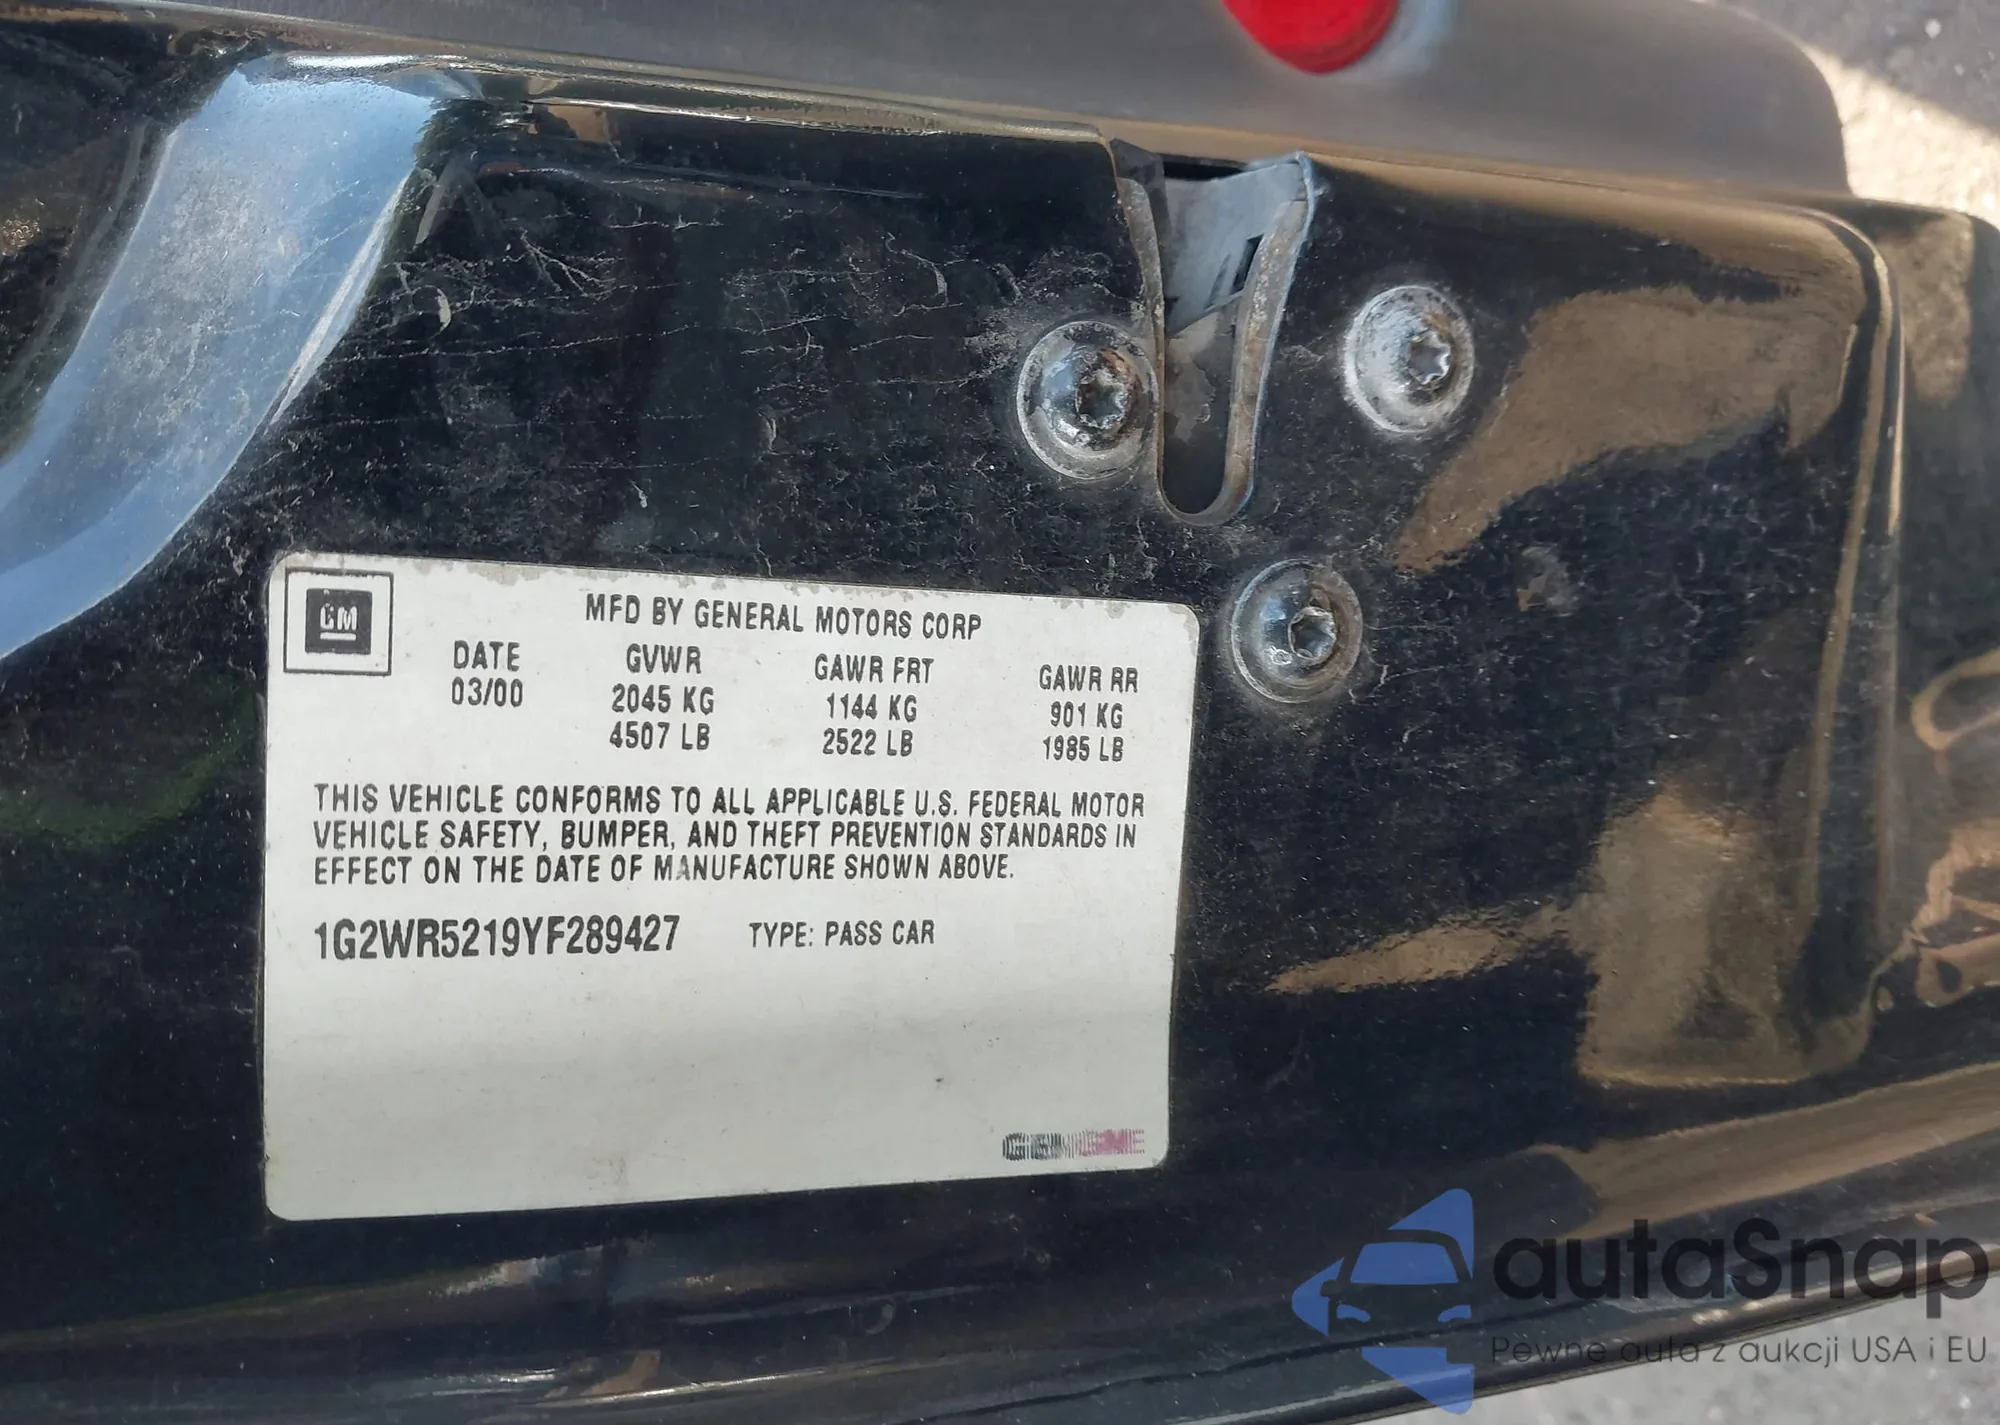 GM
MFD BY GENERAL MOTORS CORP
DATE GVWR GAWR FRT GAWR RR
03/00 2045 KG 1144 KG 901 KG
4507 LB 2522 LB 1985 LB
THIS VEHICLE CONFORMS TO ALL APPLICABLE U.S. FEDERAL MOTOR
VEHICLE SAFETY, BUMPER, AND THEFT PREVENTION STANDARDS IN
EFFECT ON THE DATE OF MANUFACTURE SHOWN ABOVE.
1G2WR5219YF289427 TYPE: PASS CAR
autaSnap
Pewne auta z aukcji USA i EU